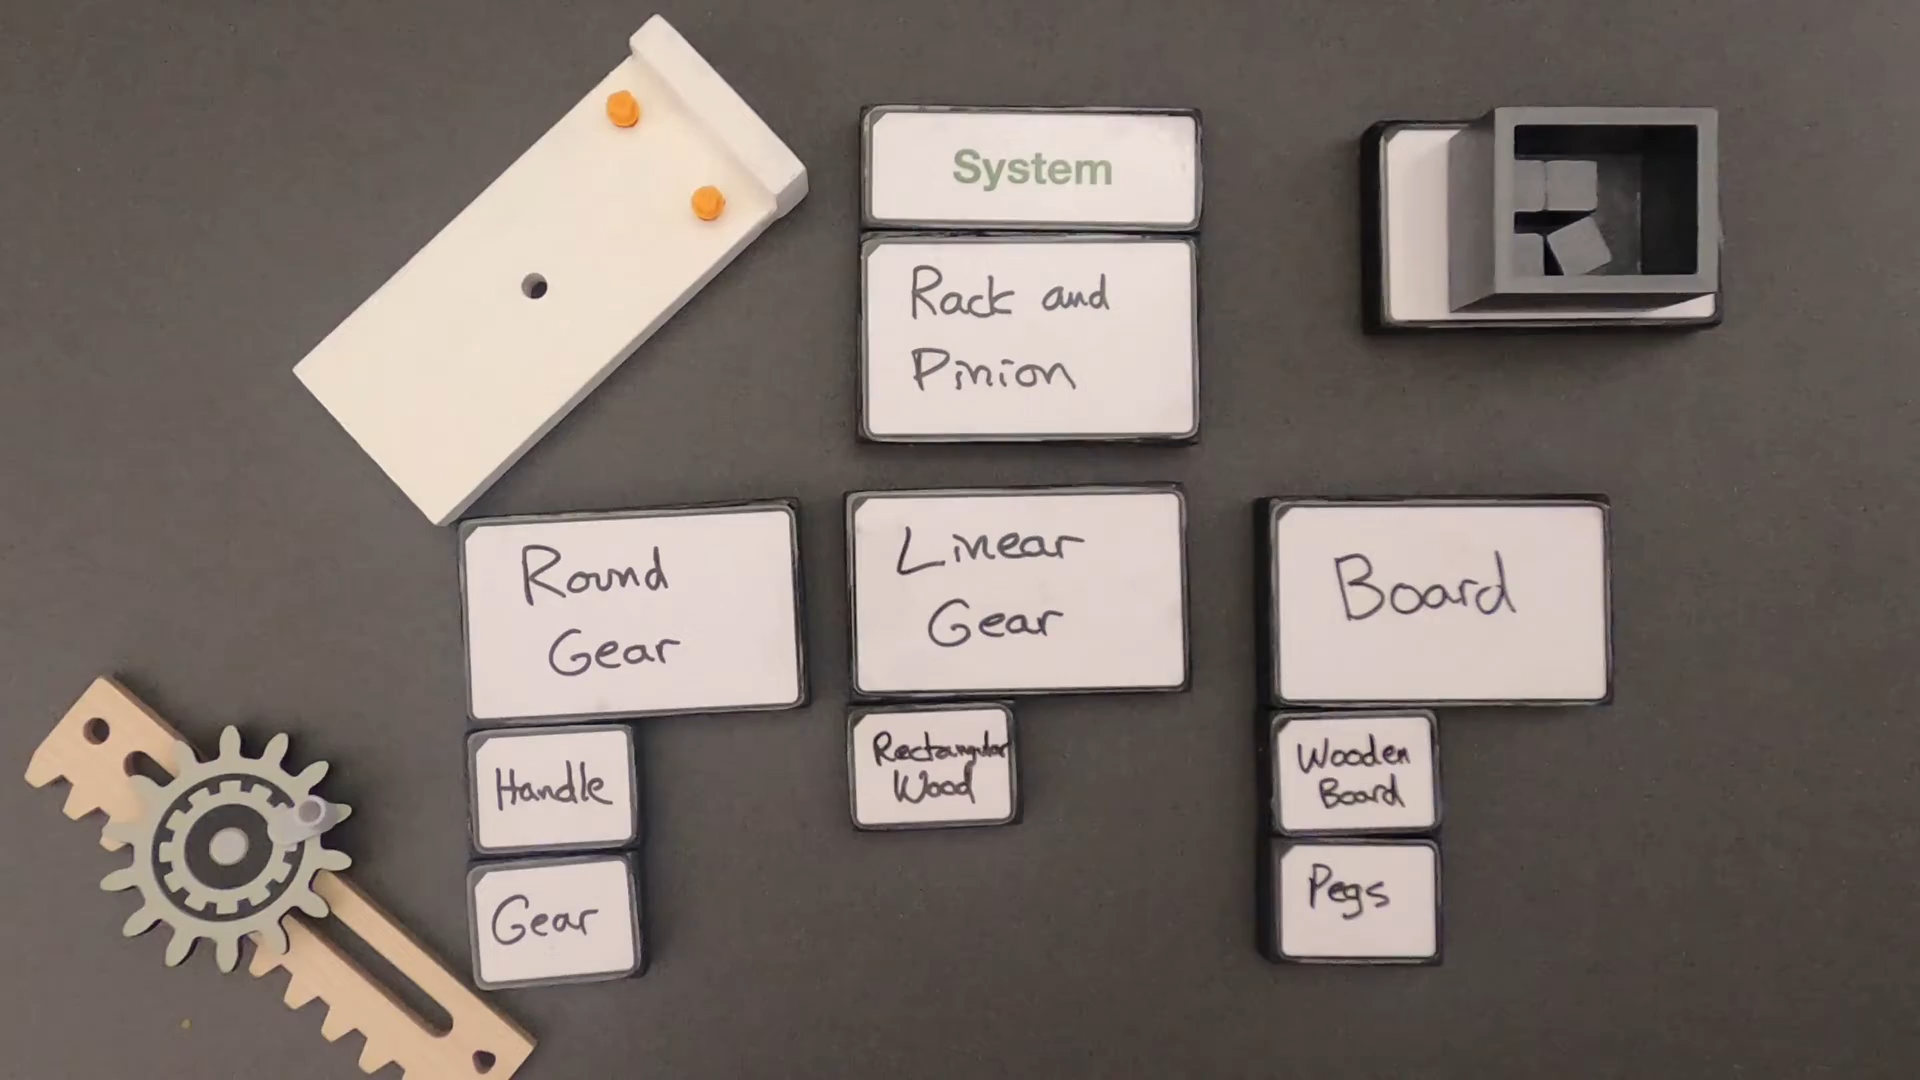 System
Rack and
Pinion
Round
Gear
Linear
Gear
Board
Handle
Rectangular
Wood
Wooden
Board
Gear
Pegs